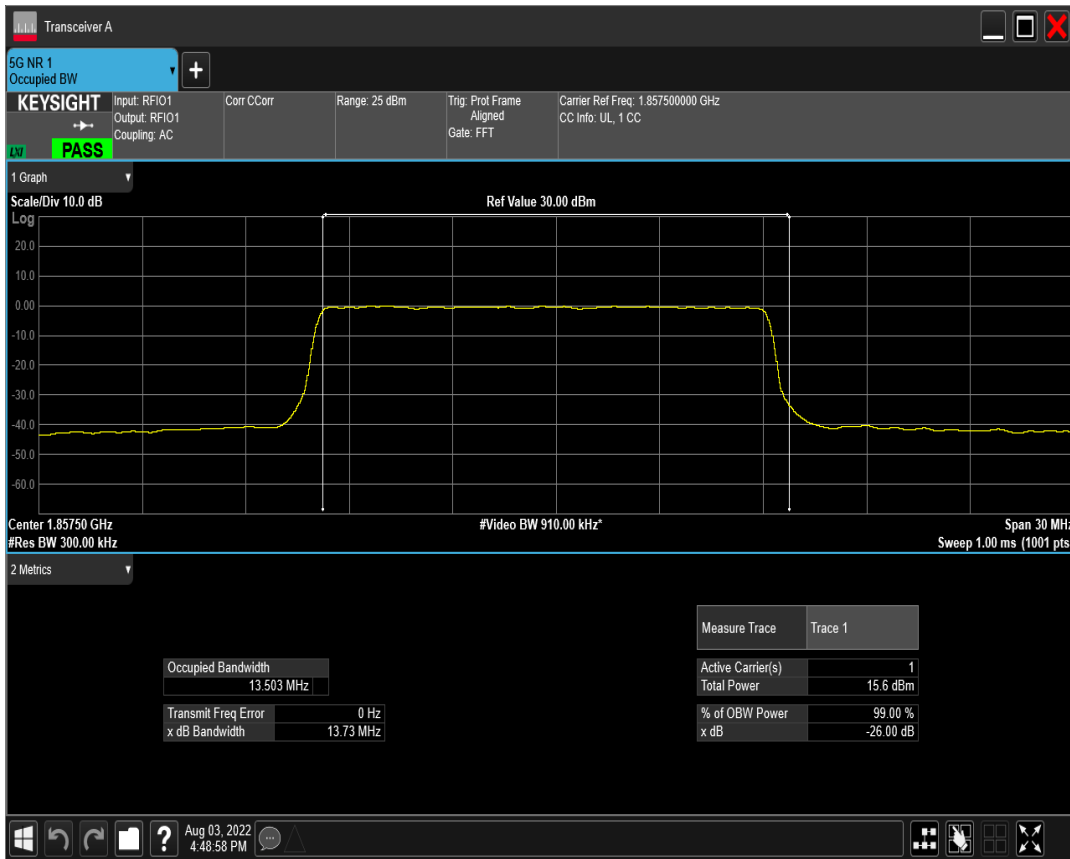 Transceiver A
5G NR 1
Occupied BW
KEYSIGHT
LXI
PASS
Input: RFIO1
Output: RFIO1
Coupling: AC
Corr CCorr
Range: 25 dBm
Trig: Prot Frame
Aligned
Gate: FFT
Carrier Ref Freq: 1.857500000 GHz
CC Info: UL, 1 CC
1 Graph
Scale/Div 10.0 dB
Ref Value 30.00 dBm
Log
20.0
10.0
0.00
-10.0
-20.0
-30.0
-40.0
-50.0
-60.0
Center 1.85750 GHz
#Video BW 910.00 kHz*
Span 30 MHz
#Res BW 300.00 kHz
Sweep 1.00 ms (1001 pts
2 Metrics
Measure Trace Trace 1
Occupied Bandwidth
13.503 MHz
Active Carrier(s) 1
Total Power 15.6 dBm
Transmit Freq Error 0 Hz
x dB Bandwidth 13.73 MHz
% of OBW Power 99.00 %
x dB -26.00 dB
?
Aug 03, 2022
4:48:58 PM